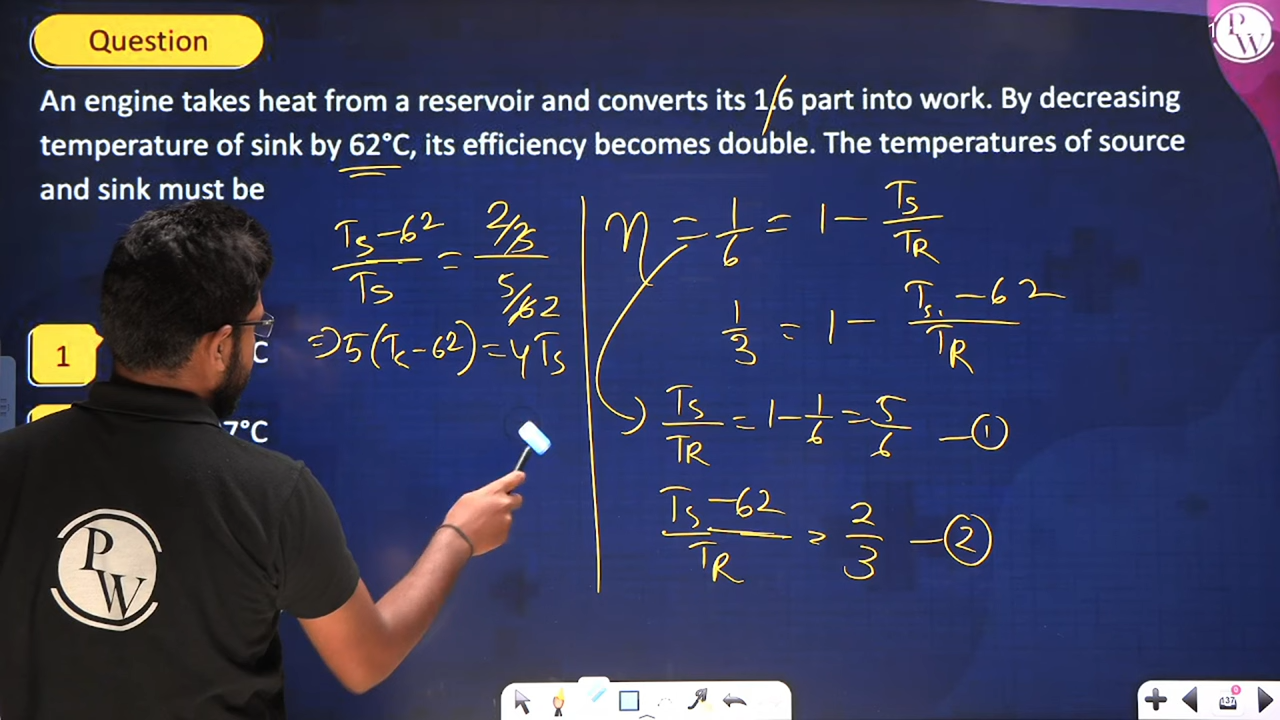 Question
PW
An engine takes heat from a reservoir and converts its 1/6 part into work. By decreasing
temperature of sink by 62°C, its efficiency becomes double. The temperatures of source
and sink must be
(Ts-62)/Ts = (2/3)/(5/6)
⇒5(Ts-62)=4Ts
1
C
7°C
η = 1/6 = 1 - Ts/TR
1/3 = 1 - (Ts-62)/TR
Ts/TR = 1 - 1/6 = 5/6 -①
(Ts-62)/TR = 2/3 -②
PW
137